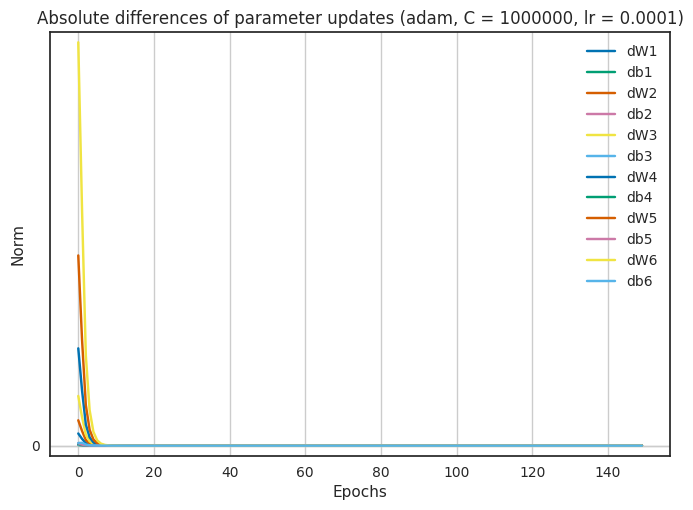 Absolute differences of parameter updates (adam, C = 1000000, lr = 0.0001)
dW1
db1
dW2
db2
dW3
db3
dW4
db4
dW5
db5
dW6
db6
Norm
0
0 20 40 60 80 100 120 140
Epochs